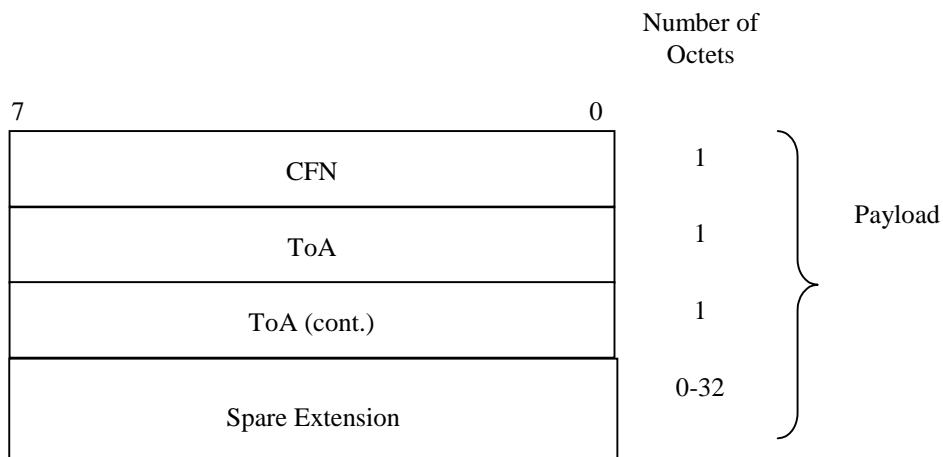 Number of
Octets
7 0
CFN 1
ToA 1
Payload
ToA (cont.) 1
Spare Extension 0-32